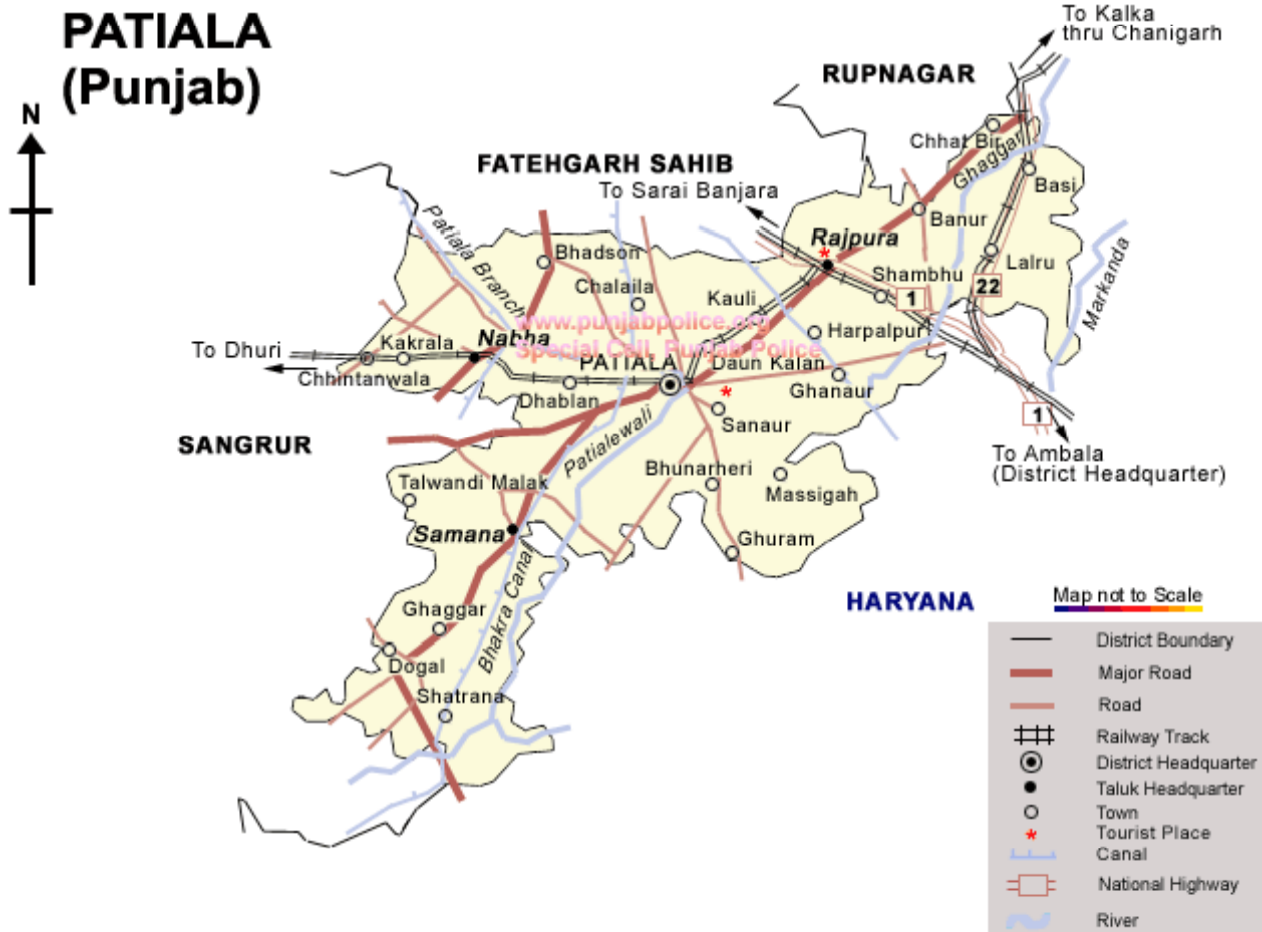 PATIALA
(Punjab)
N
To Kalka
thru Chanigarh
RUPNAGAR
FATEHGARH SAHIB
To Sarai Banjara
Chhat Bir
Ghaggar
Basi
Banur
Patiala Branch
Rajpura
Bhadson
Lalru
Markanda
Shambhu
Chalaila
Kauli
1
22
www.punjabpolice.org
Harpalpur
Nabha
Special Call, Punjab Police
To Dhuri
Kakrala
PATIALA
Daun Kalan
Chhintanwala
Dhablan
Ghanaur
1
Sanaur
SANGRUR
Patialewali
To Ambala
(District Headquarter)
Bhunarheri
Talwandi Malak
Massigah
Samana
Ghuram
Bhakra Canal
HARYANA
Map not to Scale
Ghaggar
Dogal
Shatrana
District Boundary
Major Road
Road
Railway Track
District Headquarter
Taluk Headquarter
Town
Tourist Place
Canal
National Highway
River